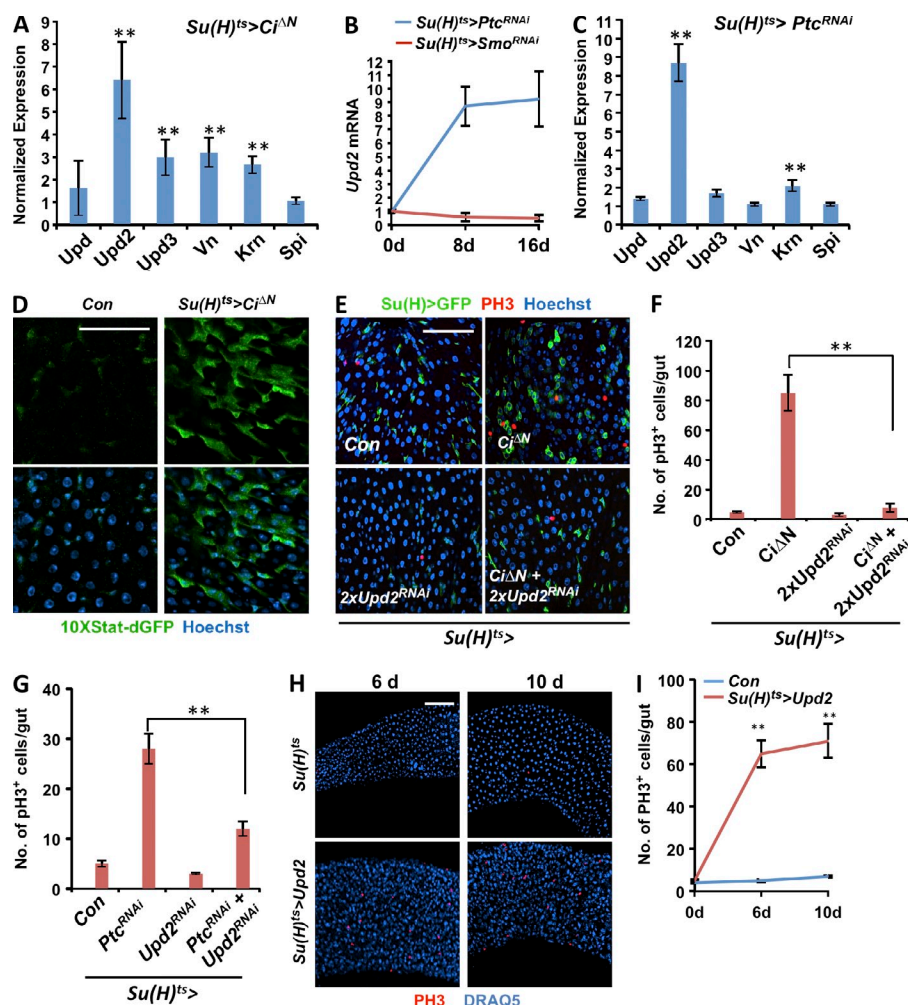 A
Su(H)ts>CiΔN
Normalized Expression
9
8
7
6
5
4
3
2
1
0
**
**
**
**
Upd
Upd2
Upd3
Vn
Krn
Spi
B
Su(H)ts>PtcRNAi
Su(H)ts>SmoRNAi
Upd2 mRNA
12
11
10
9
8
7
6
5
4
3
2
1
0
0d
8d
16d
C
Su(H)ts> PtcRNAi
Normalized Expression
11
10
9
8
7
6
5
4
3
2
1
0
**
**
Upd
Upd2
Upd3
Vn
Krn
Spi
D
Con
Su(H)ts>CiΔN
10XStat-dGFP Hoechst
E
Su(H)>GFP PH3 Hoechst
Con
CiΔN
2xUpd2RNAi
CiΔN +
2xUpd2RNAi
Su(H)ts>
F
No. of pH3+ cells/gut
100
80
60
40
20
0
**
Con
CiΔN
2xUpd2RNAi
CiΔN +
2xUpd2RNAi
Su(H)ts>
G
No. of pH3+ cells/gut
40
30
20
10
0
**
Con
PtcRNAi
Upd2RNAi
PtcRNAi +
Upd2RNAi
Su(H)ts>
H
6 d
10 d
Su(H)ts
Su(H)ts>Upd2
PH3 DRAQ5
I
Con
Su(H)ts>Upd2
No. of PH3+ cells/gut
100
80
60
40
20
0
**
**
0d
6d
10d